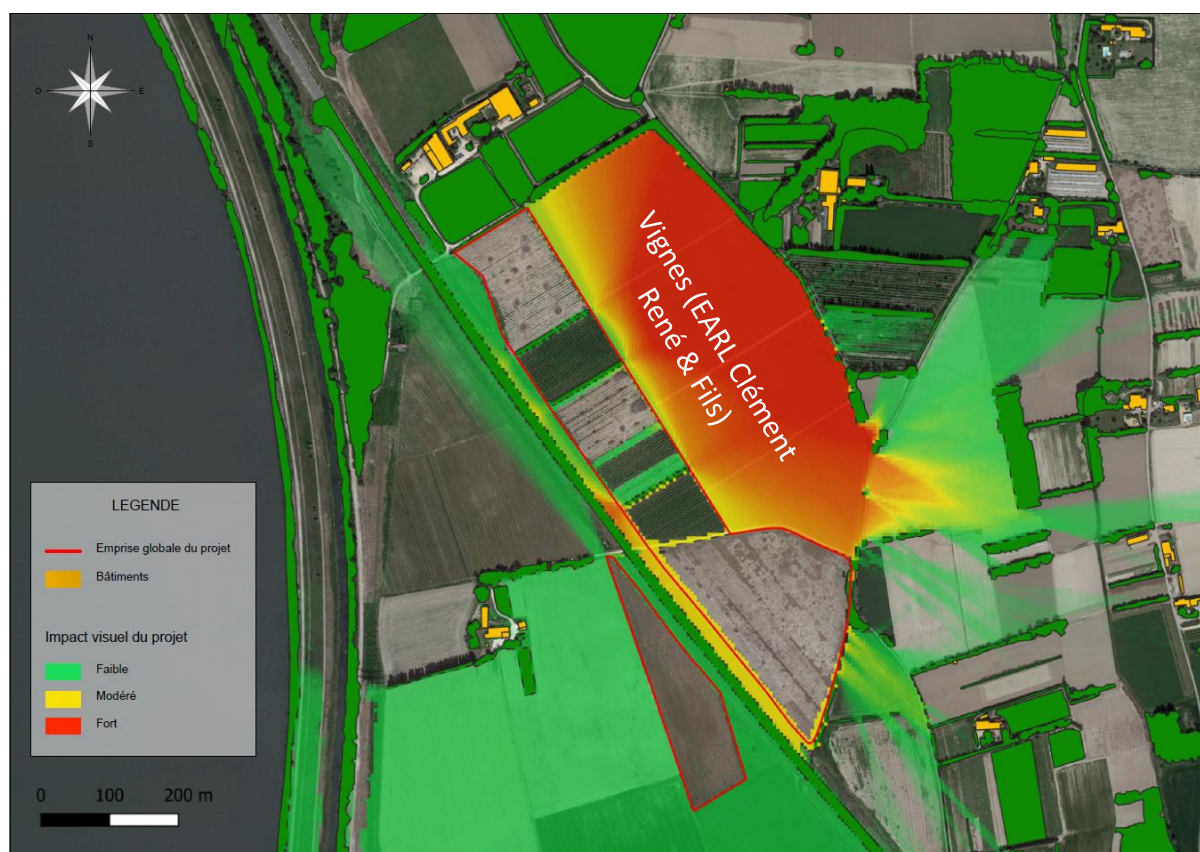 N
O
E
S
Vignes (EARL Clément
René & Fils)
LEGENDE
Emprise globale du projet
Bâtiments
Impact visuel du projet
Faible
Modéré
Fort
0 100 200 m